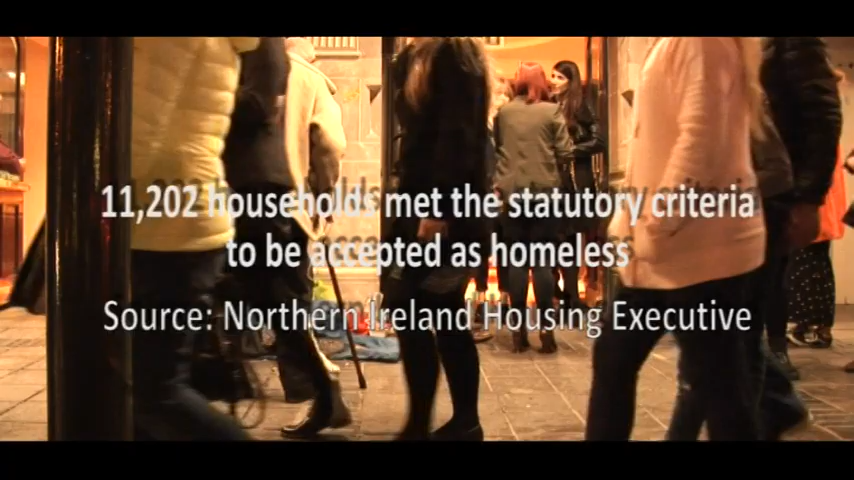 11,202 households met the statutory criteria
to be accepted as homeless
Source: Northern Ireland Housing Executive